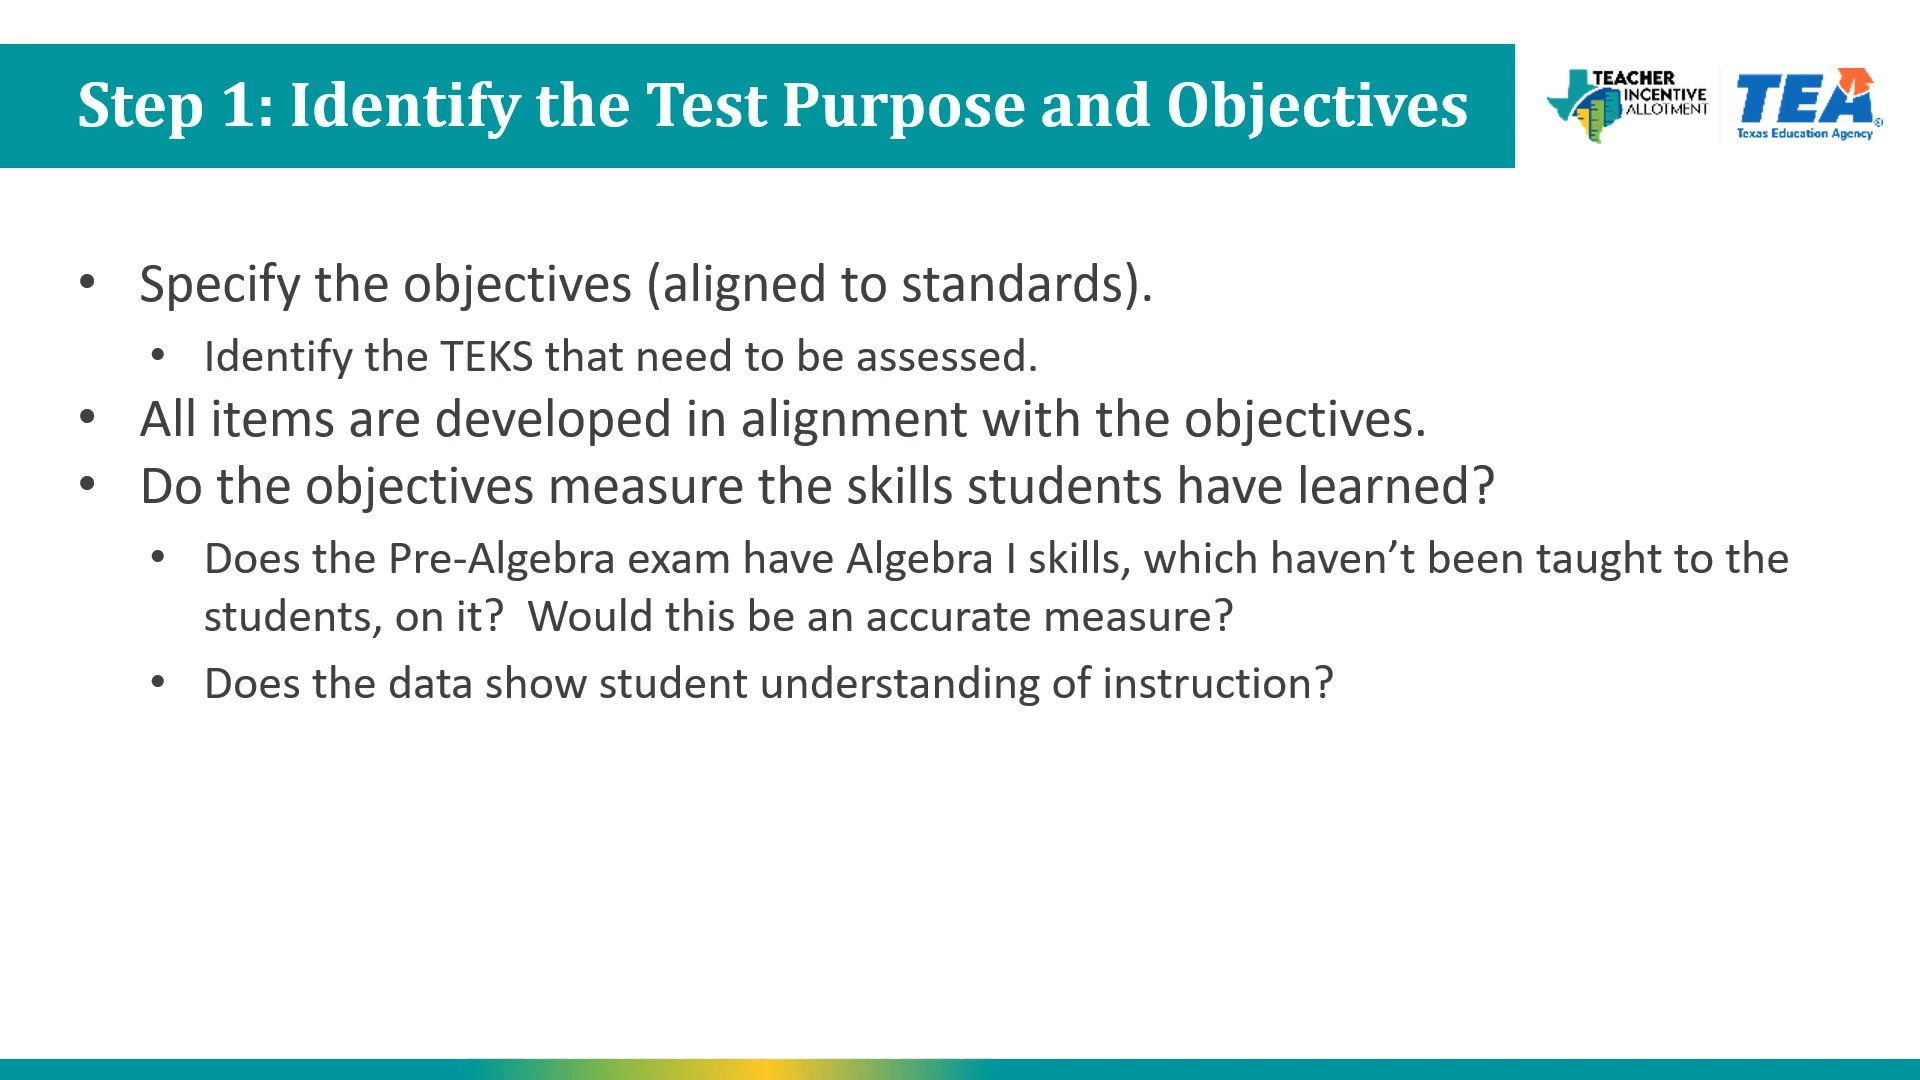 Step 1: Identify the Test Purpose and Objectives
TEACHER
INCENTIVE
ALLOTMENT
TEA®
Texas Education Agency
• Specify the objectives (aligned to standards).
• Identify the TEKS that need to be assessed.
• All items are developed in alignment with the objectives.
• Do the objectives measure the skills students have learned?
• Does the Pre-Algebra exam have Algebra I skills, which haven’t been taught to the
students, on it?  Would this be an accurate measure?
• Does the data show student understanding of instruction?